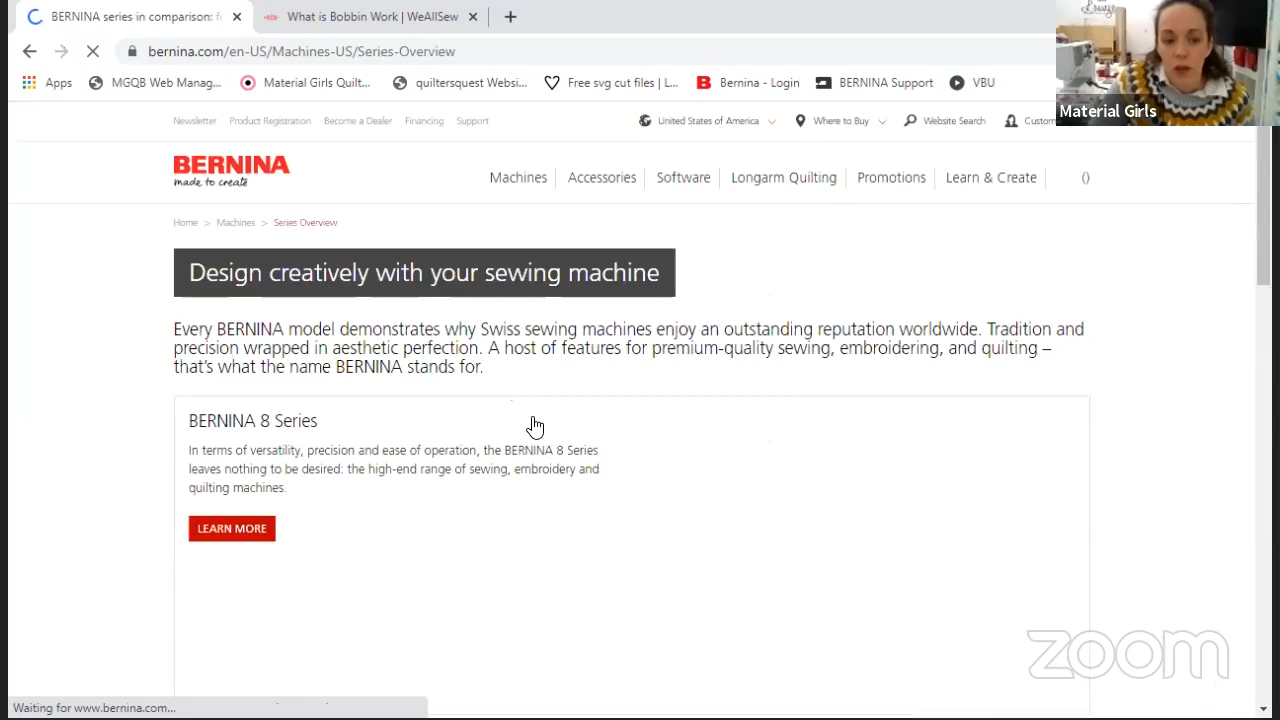 BERNINA series in comparison: f
What is Bobbin Work | WeAllSew
bernina.com/en-US/Machines-US/Series-Overview
Apps
MGQB Web Manag...
Material Girls Quilt...
quiltersquest Websi...
Free svg cut files | L...
Bernina - Login
BERNINA Support
VBU
Material Girls
Newsletter
Product Registration
Become a Dealer
Financing
Support
United States of America
Where to Buy
Website Search
Custom
BERNINA
made to create
Machines
Accessories
Software
Longarm Quilting
Promotions
Learn & Create
()
Home > Machines > Series Overview
Design creatively with your sewing machine
Every BERNINA model demonstrates why Swiss sewing machines enjoy an outstanding reputation worldwide. Tradition and
precision wrapped in aesthetic perfection. A host of features for premium-quality sewing, embroidering, and quilting –
that's what the name BERNINA stands for.
BERNINA 8 Series
In terms of versatility, precision and ease of operation, the BERNINA 8 Series
leaves nothing to be desired: the high-end range of sewing, embroidery and
quilting machines.
LEARN MORE
zoom
Waiting for www.bernina.com...